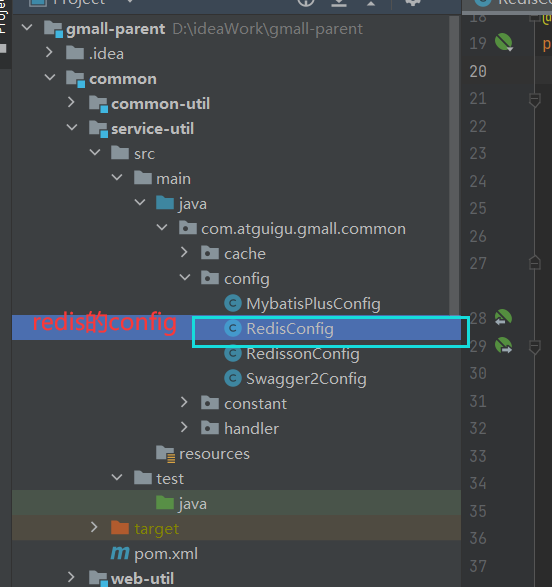 Project
RedisCo
gmall-parent D:\ideaWork\gmall-parent
.idea
common
common-util
service-util
src
main
java
com.atguigu.gmall.common
cache
config
MybatisPlusConfig
redis的config
RedisConfig
RedissonConfig
Swagger2Config
constant
handler
resources
test
java
target
pom.xml
web-util
18 @
19 p
20
21
22
23
24
25
26
27
28
29
30
31
32
33
34
35
36
37